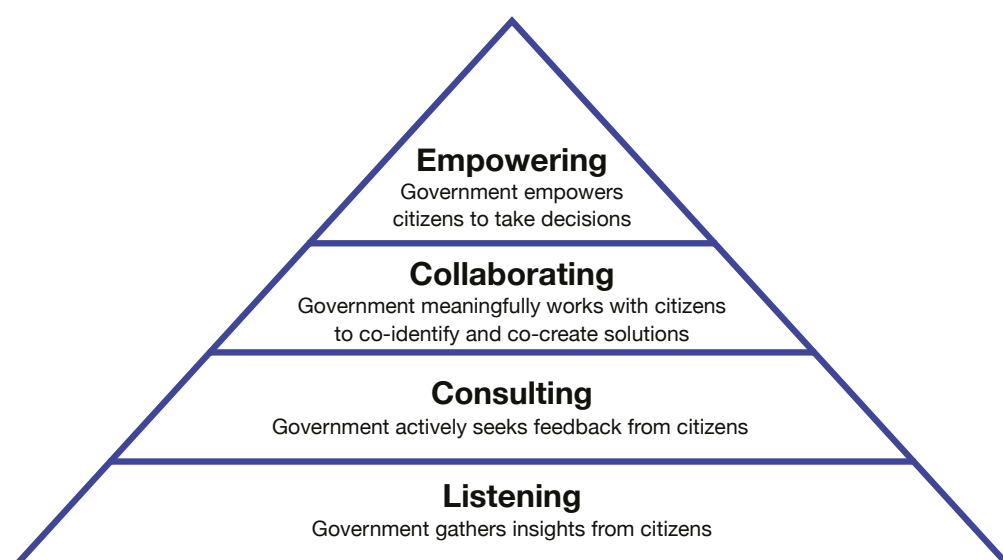 Empowering
Government empowers
citizens to take decisions
Collaborating
Government meaningfully works with citizens
to co-identify and co-create solutions
Consulting
Government actively seeks feedback from citizens
Listening
Government gathers insights from citizens